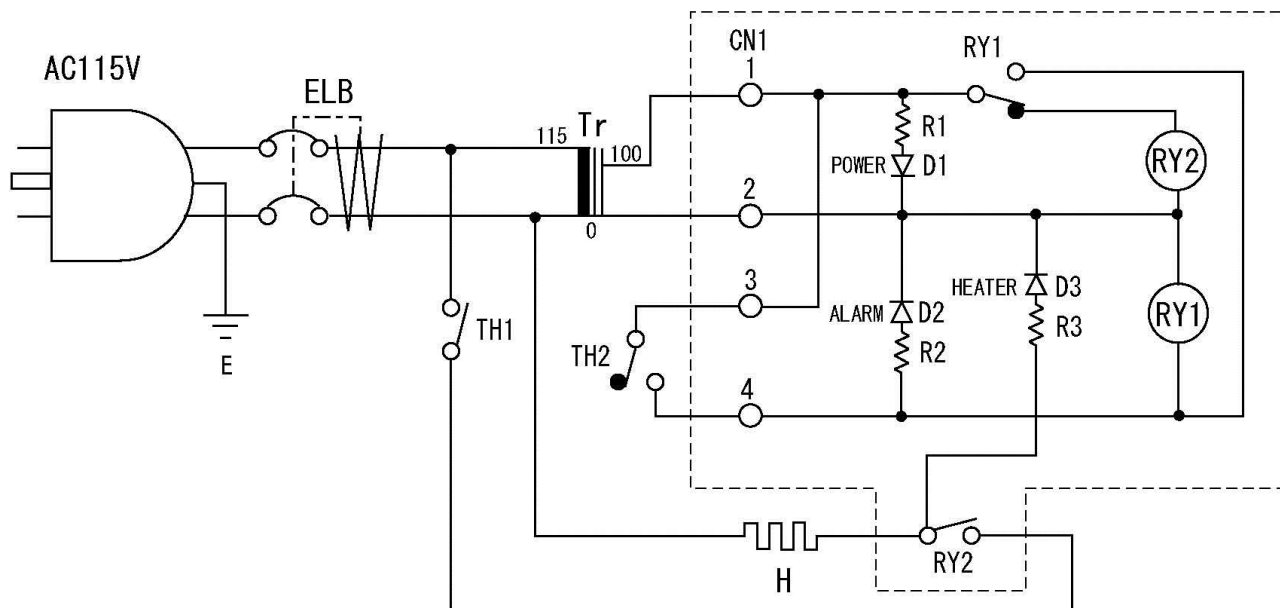 AC115V
ELB
115
Tr
100
0
E
TH1
CN1
1
2
3
4
TH2
RY1
R1
POWER
D1
RY2
ALARM
D2
R2
HEATER
D3
R3
RY1
H
RY2